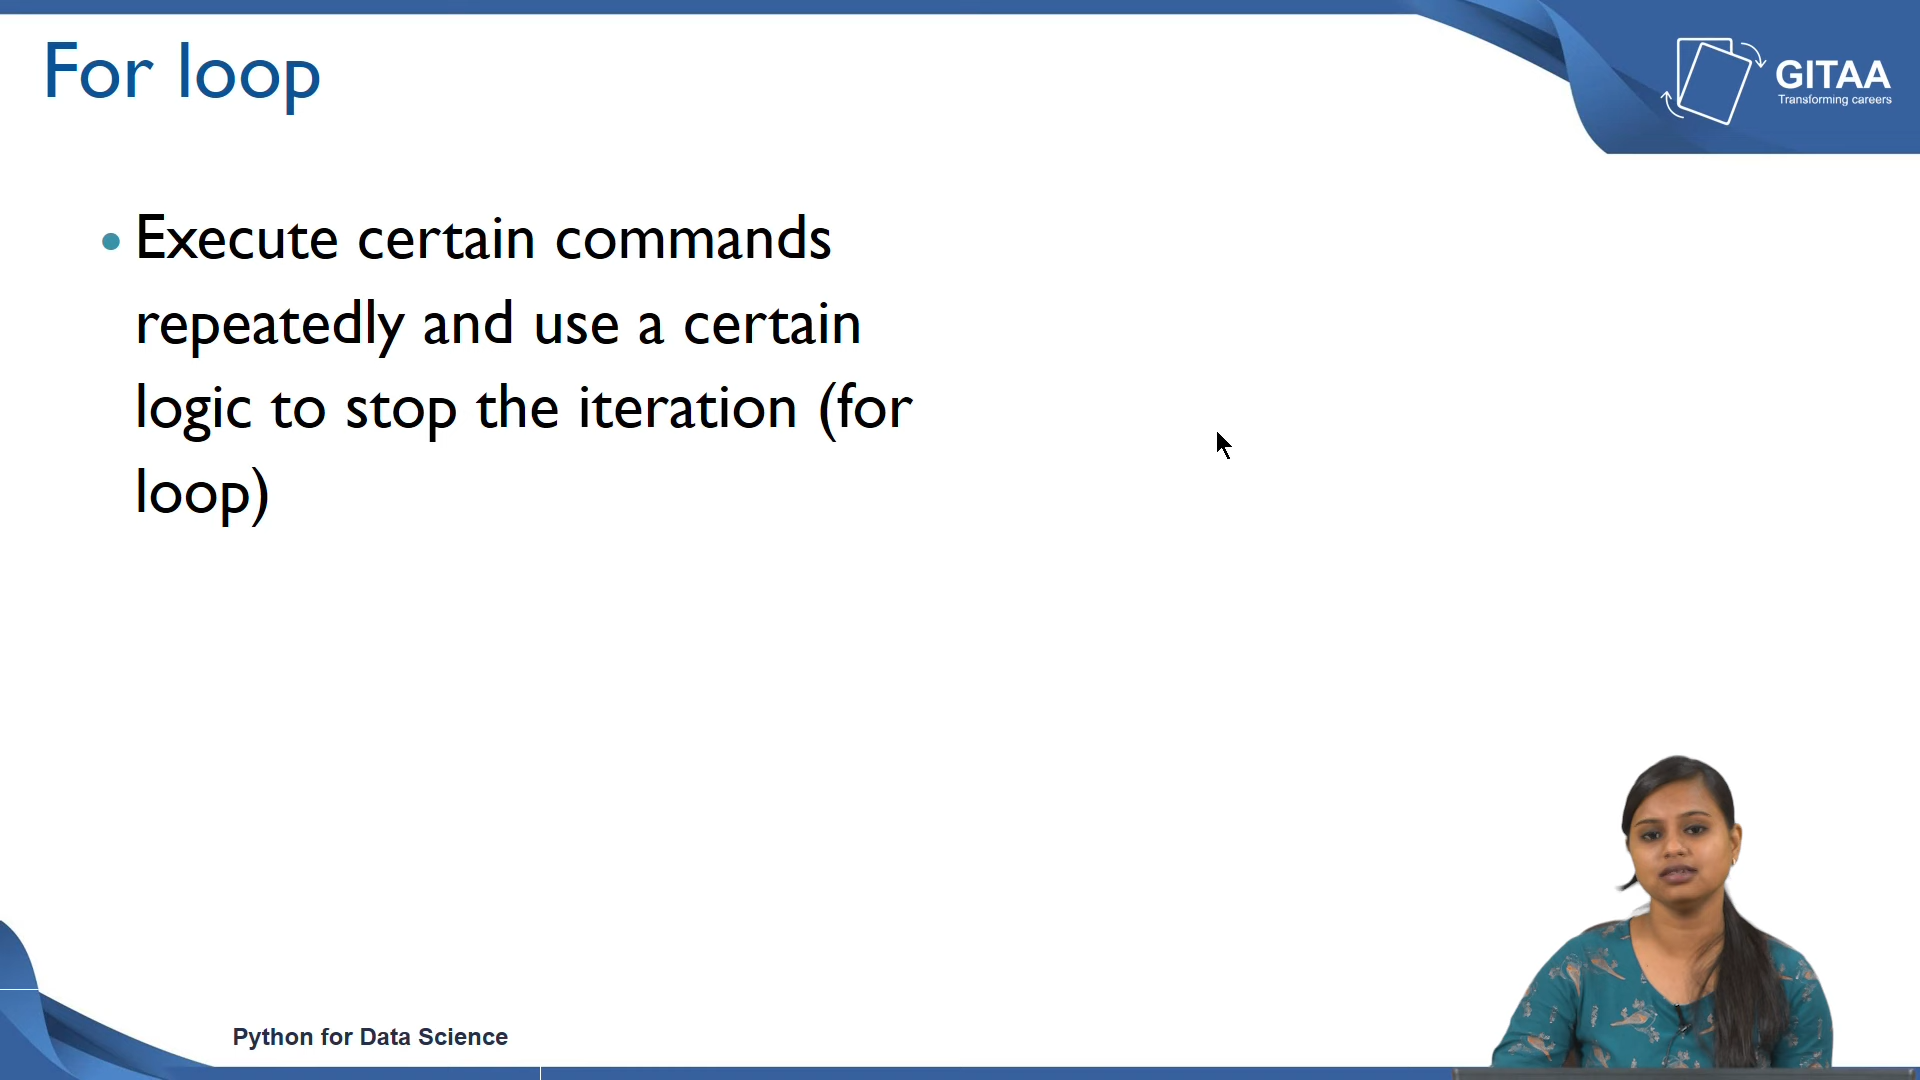 For loop
GITAA
Transforming careers
• Execute certain commands
repeatedly and use a certain
logic to stop the iteration (for
loop)
Python for Data Science